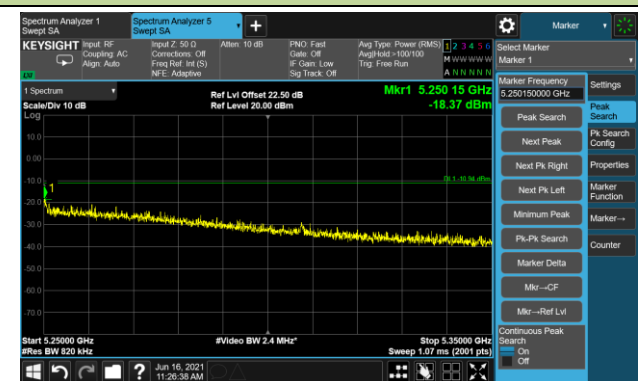 Spectrum Analyzer 1
Swept SA
Spectrum Analyzer 5
Swept SA
+
Marker
KEYSIGHT
Input: RF
Coupling: AC
Align: Auto
Input Z: 50 Ω
Corrections: Off
Freq Ref: Int (S)
NFE: Adaptive
Atten: 10 dB
PNO: Fast
Gate: Off
IF Gain: Low
Sig Track: Off
Avg Type: Power (RMS)
Avg|Hold:>100/100
Trig: Free Run
1 2 3 4 5 6
M W W W W W
A N N N N N
Select Marker
Marker 1
1 Spectrum
Scale/Div 10 dB
Log
Ref Lvl Offset 22.50 dB
Ref Level 20.00 dBm
Mkr1 5.250 15 GHz
-18.37 dBm
10.0
0.00
-10.0
-20.0
-30.0
-40.0
-50.0
-60.0
-70.0
1
DL1 -10.94 dBm
Start 5.25000 GHz
#Res BW 820 kHz
#Video BW 2.4 MHz*
Stop 5.35000 GHz
Sweep 1.07 ms (2001 pts)
Marker Frequency
5.250150000 GHz
Peak Search
Next Peak
Next Pk Right
Next Pk Left
Minimum Peak
Pk-Pk Search
Marker Delta
Mkr→CF
Mkr→Ref Lvl
Continuous Peak
Search
On
Off
Settings
Peak
Search
Pk Search
Config
Properties
Marker
Function
Marker→
Counter
?
Jun 16, 2021
11:26:38 AM